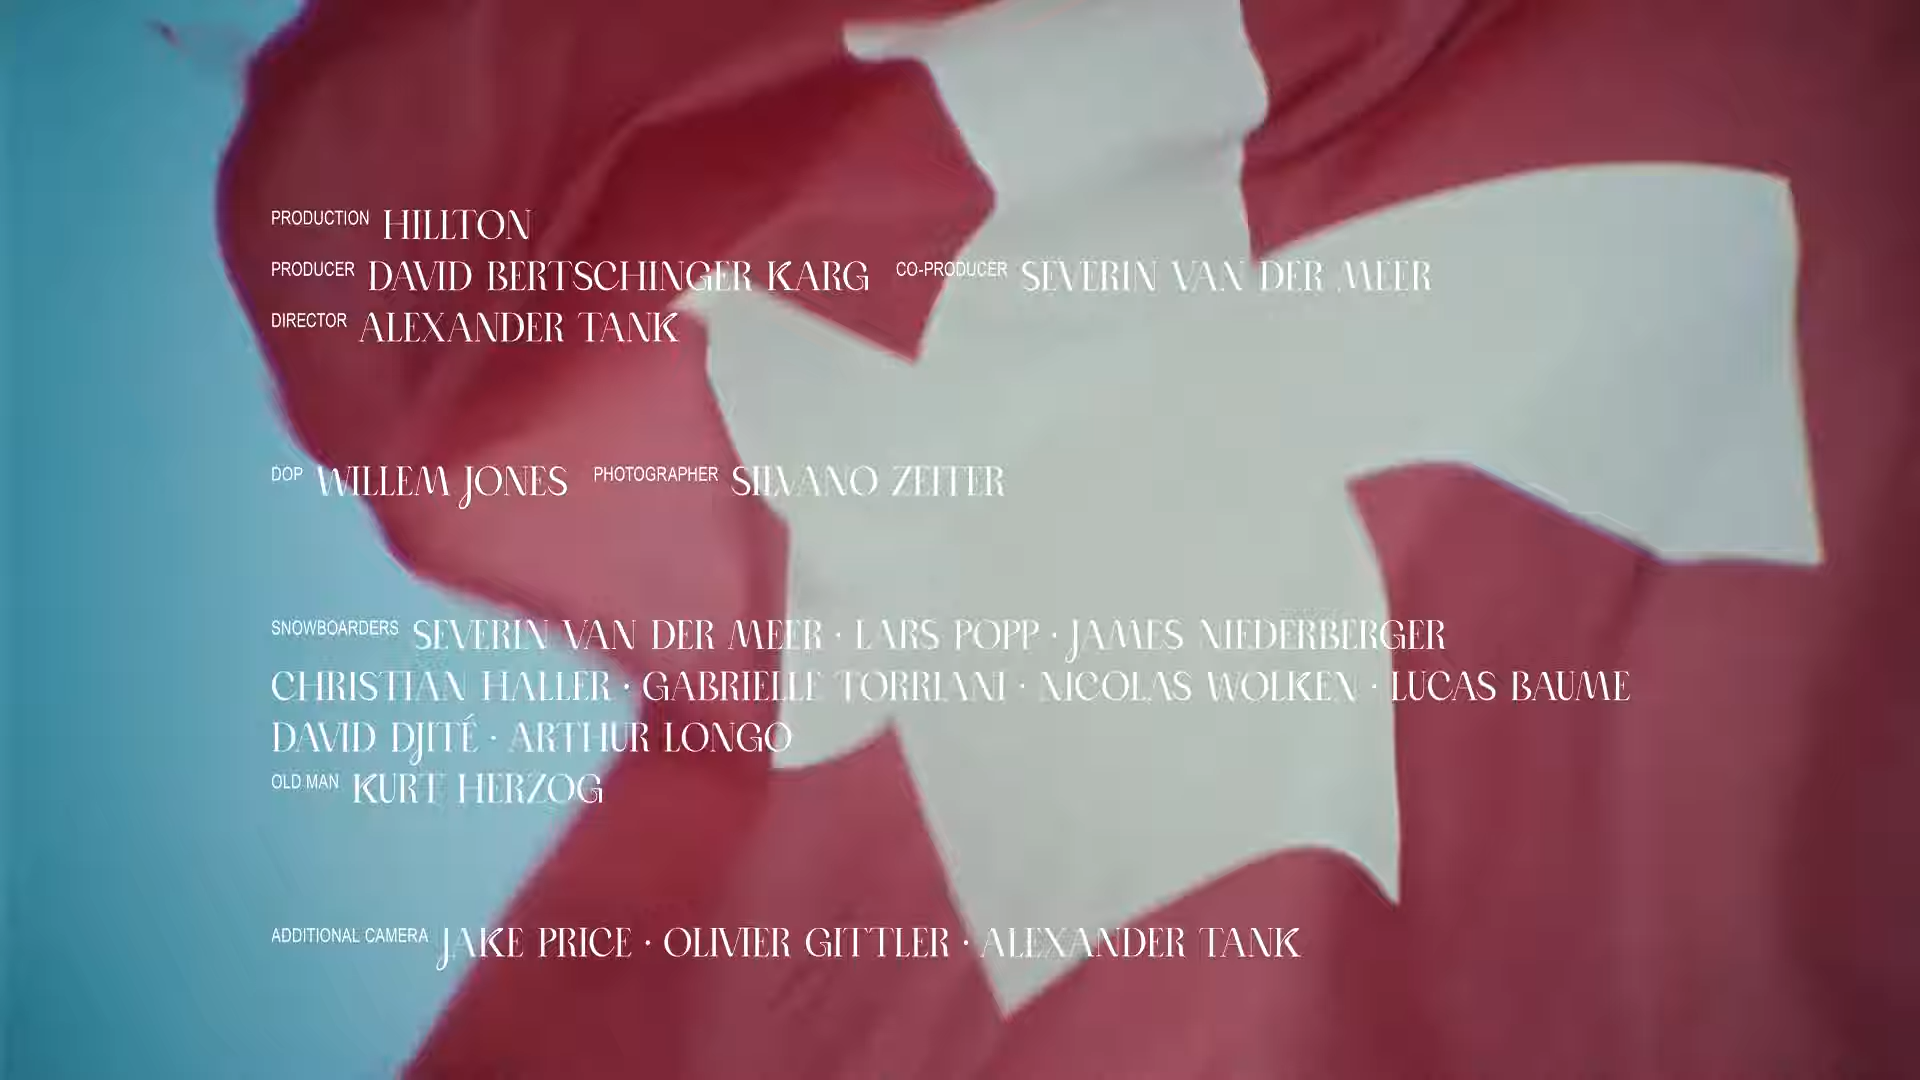 PRODUCTION HILLTON
PRODUCER DAVID BERTSCHINGER KARG CO-PRODUCER SEVERIN VAN DER MEER
DIRECTOR ALEXANDER TANK
DOP WILLEM JONES PHOTOGRAPHER SILVANO ZEITER
SNOWBOARDERS SEVERIN VAN DER MEER · LARS POPP · JAMES NIEDERBERGER
CHRISTIAN HALLER · GABRIELLE TORRIANI · NICOLAS WOLKEN · LUCAS BAUME
DAVID DJITÉ · ARTHUR LONGO
OLD MAN KURT HERZOG
ADDITIONAL CAMERA JAKE PRICE · OLIVIER GITTLER · ALEXANDER TANK